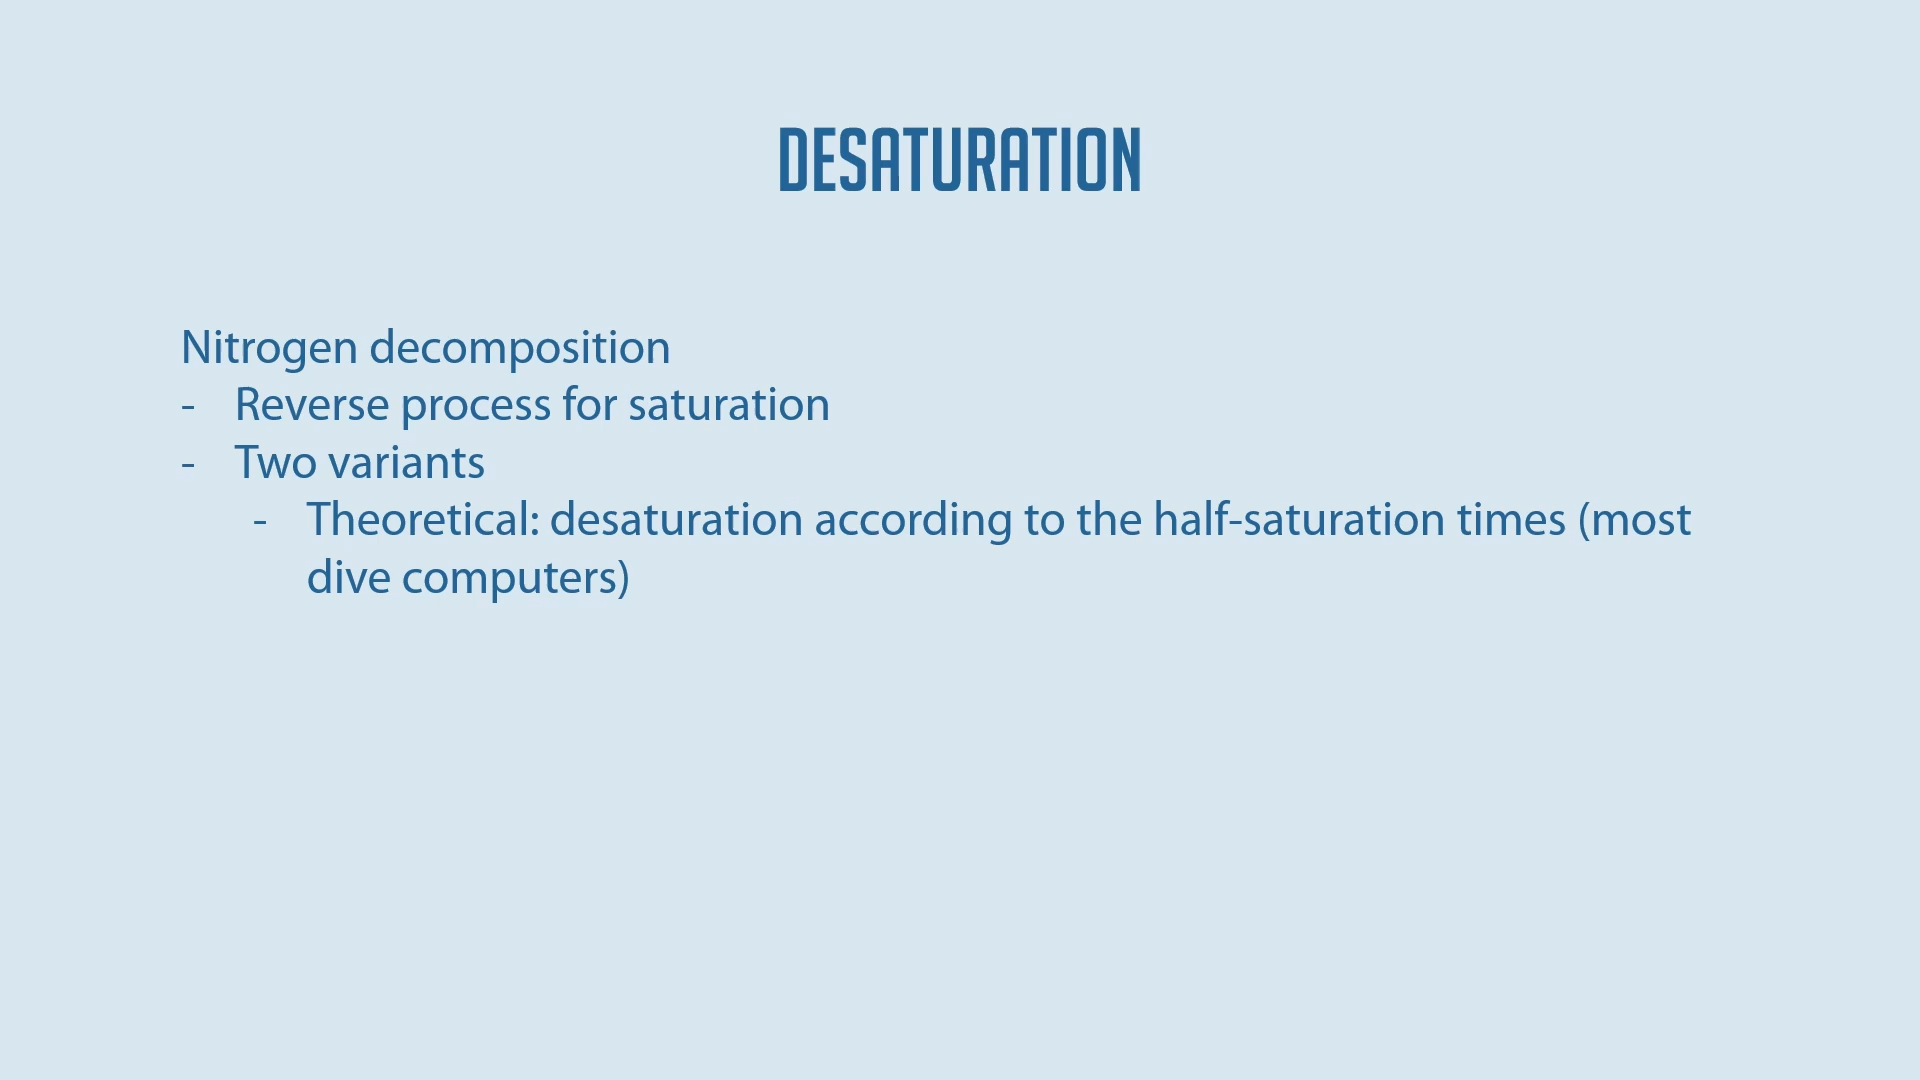 DESATURATION
Nitrogen decomposition
- Reverse process for saturation
- Two variants
- Theoretical: desaturation according to the half-saturation times (most
dive computers)